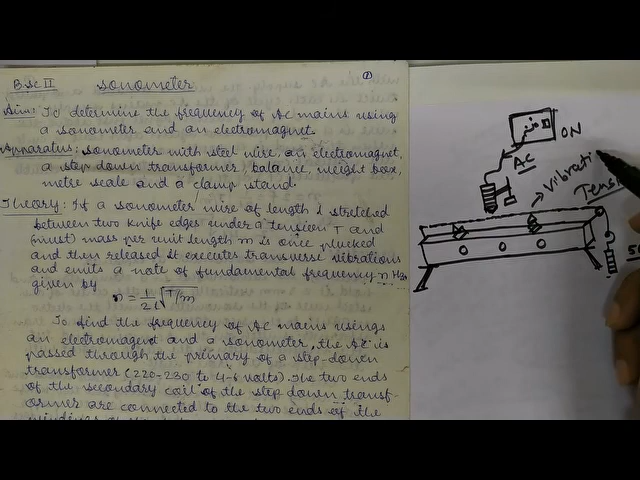 B.Sc II sonometer 1
Aim: To determine the frequency of AC mains using
a sonometer and an electromagnet.
Apparatus: sonometer with steel wire, an electromagnet,
a step down transformer, balance, weight box,
metre scale and a clamp stand.
Theory: If a sonometer wire of length l stretched
between two knife edges under a tension T and
(must) mass per unit length m is once plucked
and then released it executes transverse vibrations
and emits a note of fundamental frequency n Hz.
given by
n = 1/2l √T/m
To find the frequency of AC mains usings
an electromagnet and a sonometer, the AC is
passed through the primary of a step-down
transformer (220-230 to 4-6 volts). The two ends
of the secondary coil of the step down transf-
ormer are connected to the two ends of the
ON
AC
Vibrati
Tensi